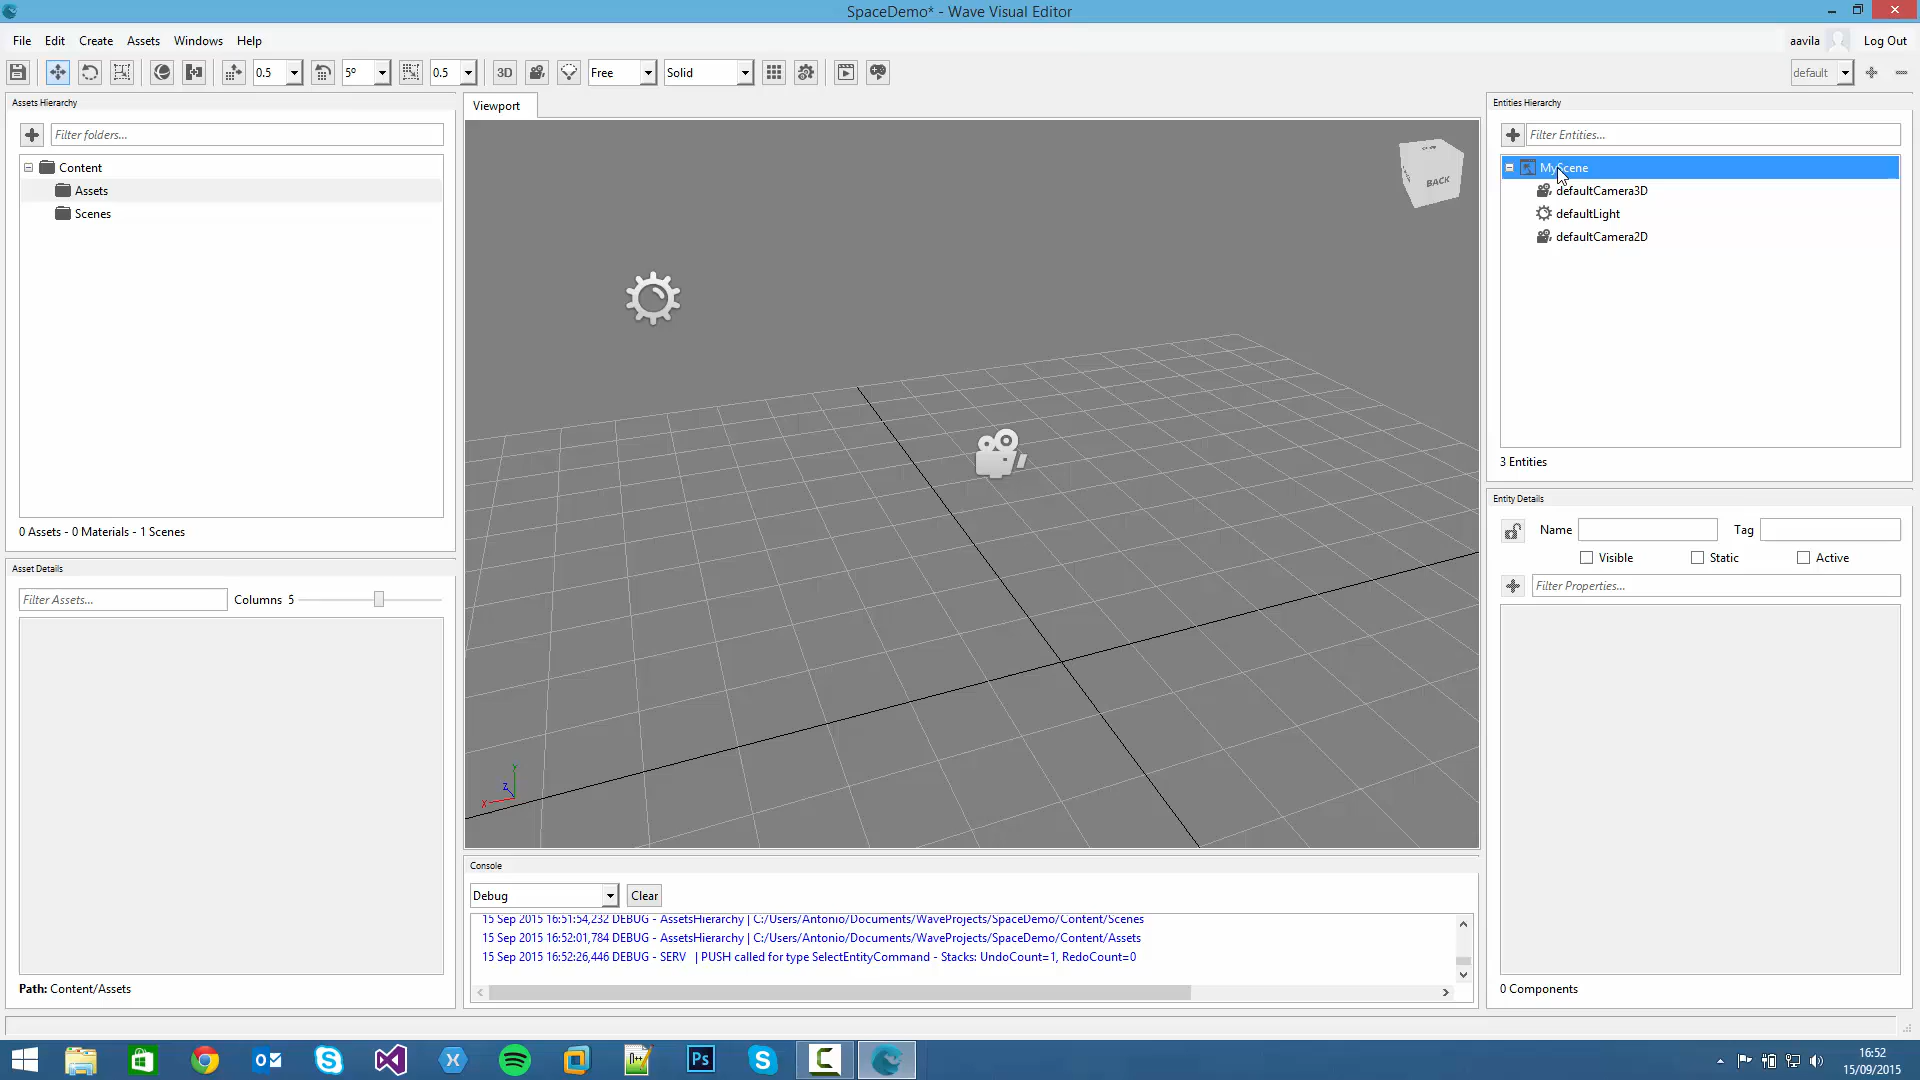 SpaceDemo* - Wave Visual Editor
File Edit Create Assets Windows Help
aavila Log Out
0.5 5º 0.5 3D Free Solid default
Assets Hierarchy
Filter folders...
Content
Assets
Scenes
0 Assets - 0 Materials - 1 Scenes
Asset Details
Filter Assets... Columns 5
Path: Content/Assets
Viewport
BACK
Y
Z
X
Console
Debug Clear
15 Sep 2015 16:51:54,232 DEBUG - AssetsHierarchy | C:/Users/Antonio/Documents/WaveProjects/SpaceDemo/Content/Scenes
15 Sep 2015 16:52:01,784 DEBUG - AssetsHierarchy | C:/Users/Antonio/Documents/WaveProjects/SpaceDemo/Content/Assets
15 Sep 2015 16:52:26,446 DEBUG - SERV | PUSH called for type SelectEntityCommand - Stacks: UndoCount=1, RedoCount=0
Entities Hierarchy
Filter Entities...
MyScene
defaultCamera3D
defaultLight
defaultCamera2D
3 Entities
Entity Details
Name Tag
Visible Static Active
Filter Properties...
0 Components
Ps
16:52
15/09/2015